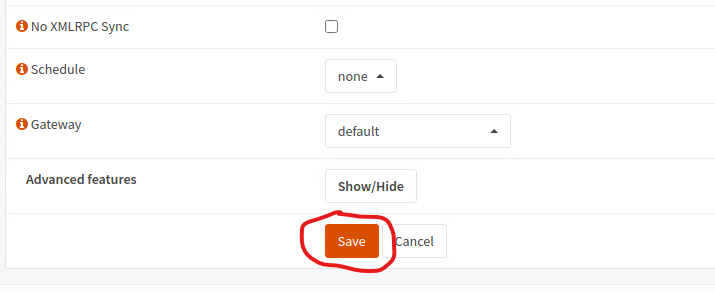 No XMLRPC Sync
Schedule
none
Gateway
default
Advanced features
Show/Hide
Save Cancel